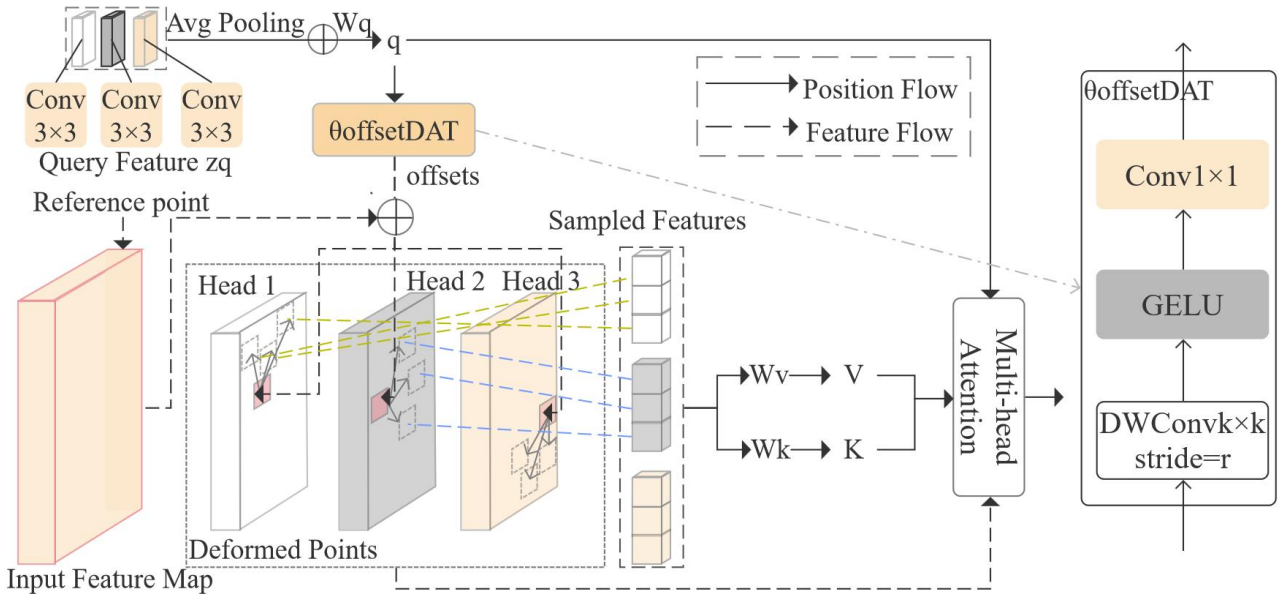 Avg Pooling
Wq
q
Conv
3×3
Conv
3×3
Conv
3×3
Query Feature zq
θoffsetDAT
offsets
Position Flow
Feature Flow
Reference point
Sampled Features
Head 1
Head 2
Head 3
Deformed Points
Input Feature Map
Wv
V
Wk
K
Multi-head
Attention
θoffsetDAT
Conv1×1
GELU
DWConvk×k
stride=r